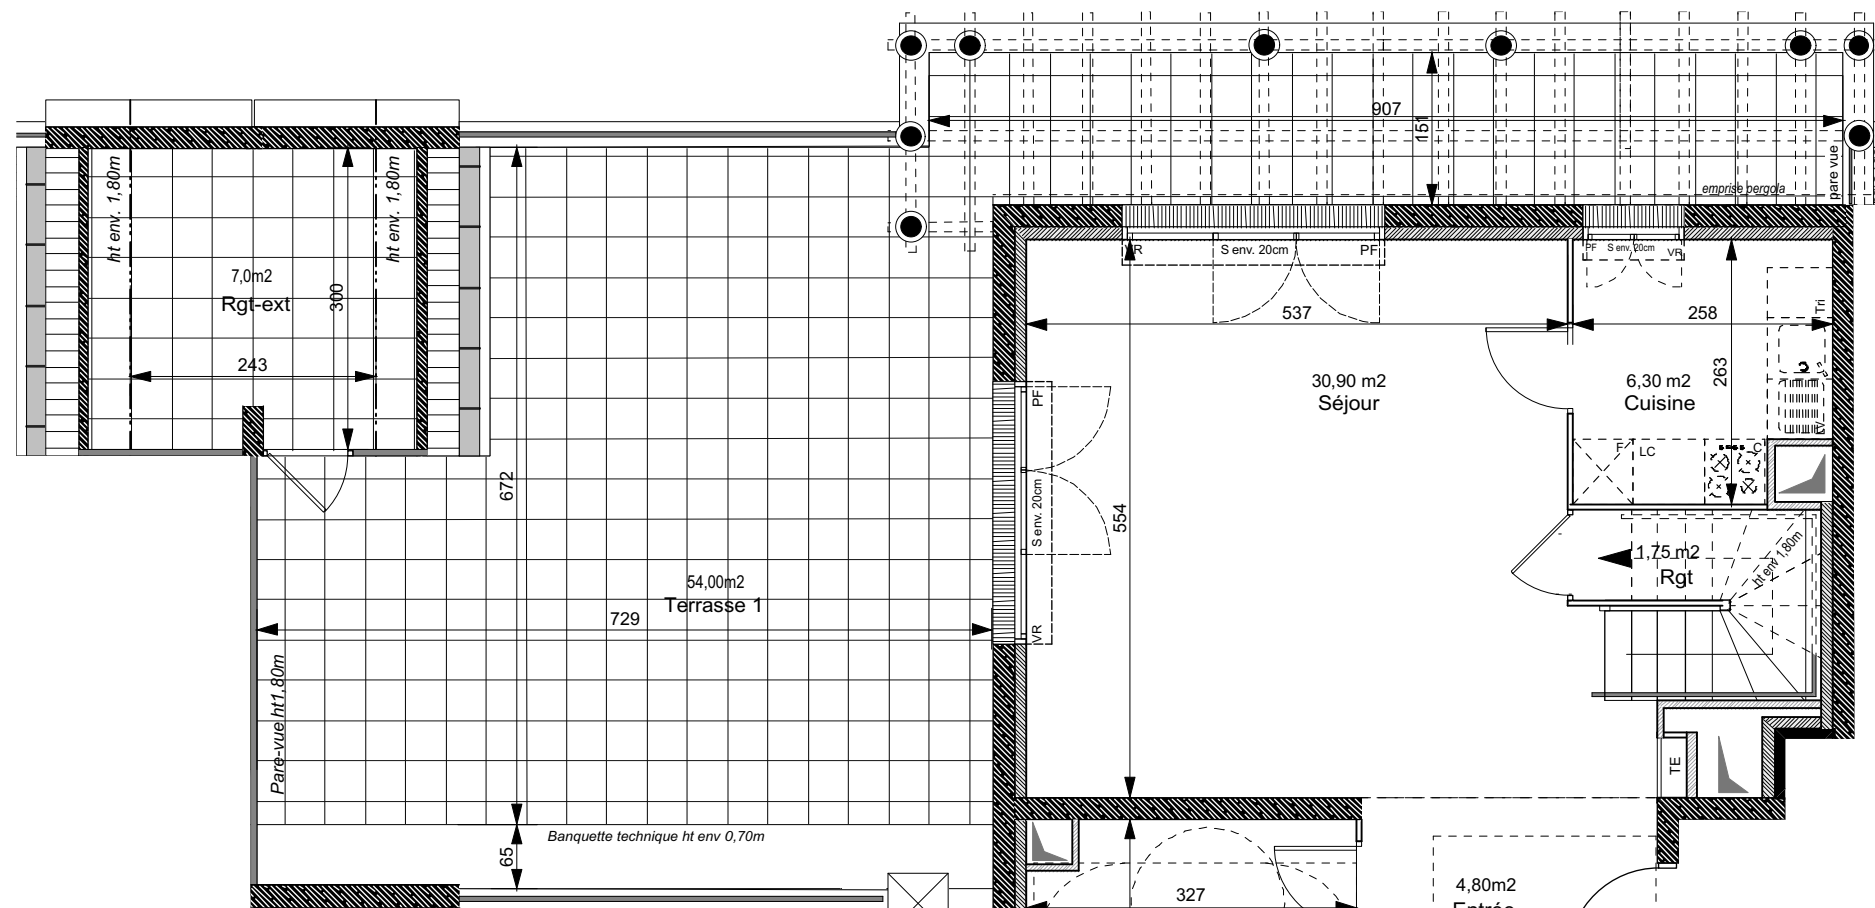 907
151
pare vue
emprise pergola
ht env. 1,80m
ht env. 1,80m
7,0m2
Rgt-ext
300
243
VR
S env. 20cm
PF
PF
S env. 20cm
VR
537
258
Tri
263
30,90 m2
Séjour
6,30 m2
Cuisine
PF
S env. 20cm
VR
F
LC
C
LV
672
554
1,75 m2
Rgt
ht env 1,80m
54,00m2
Terrasse 1
729
Pare-vue ht1,80m
TE
Banquette technique ht env 0,70m
65
327
4,80m2
Entrée